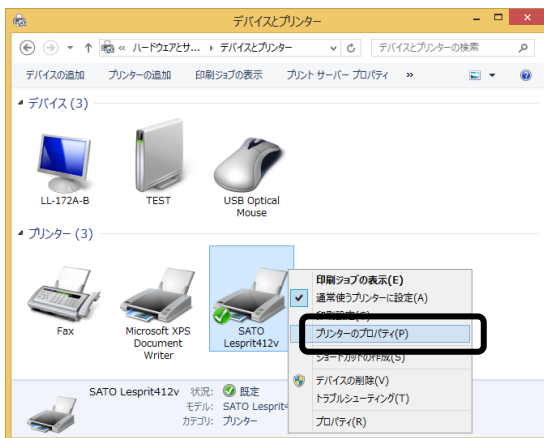 デバイスとプリンター
« ハードウェアとサ... ▸ デバイスとプリンター
デバイスとプリンターの検索
デバイスの追加 プリンターの追加 印刷ジョブの表示 プリント サーバー プロパティ »
デバイス (3)
LL-172A-B
TEST
USB Optical
Mouse
プリンター (3)
Fax
Microsoft XPS
Document
Writer
SATO
Lesprit412v
印刷ジョブの表示(E)
通常使うプリンターに設定(A)
印刷設定(G)
プリンターのプロパティ(P)
ショートカットの作成(S)
デバイスの削除(V)
トラブルシューティング(T)
プロパティ(R)
SATO Lesprit412v 状況: 既定
モデル: SATO Lesprit4
カテゴリ: プリンター